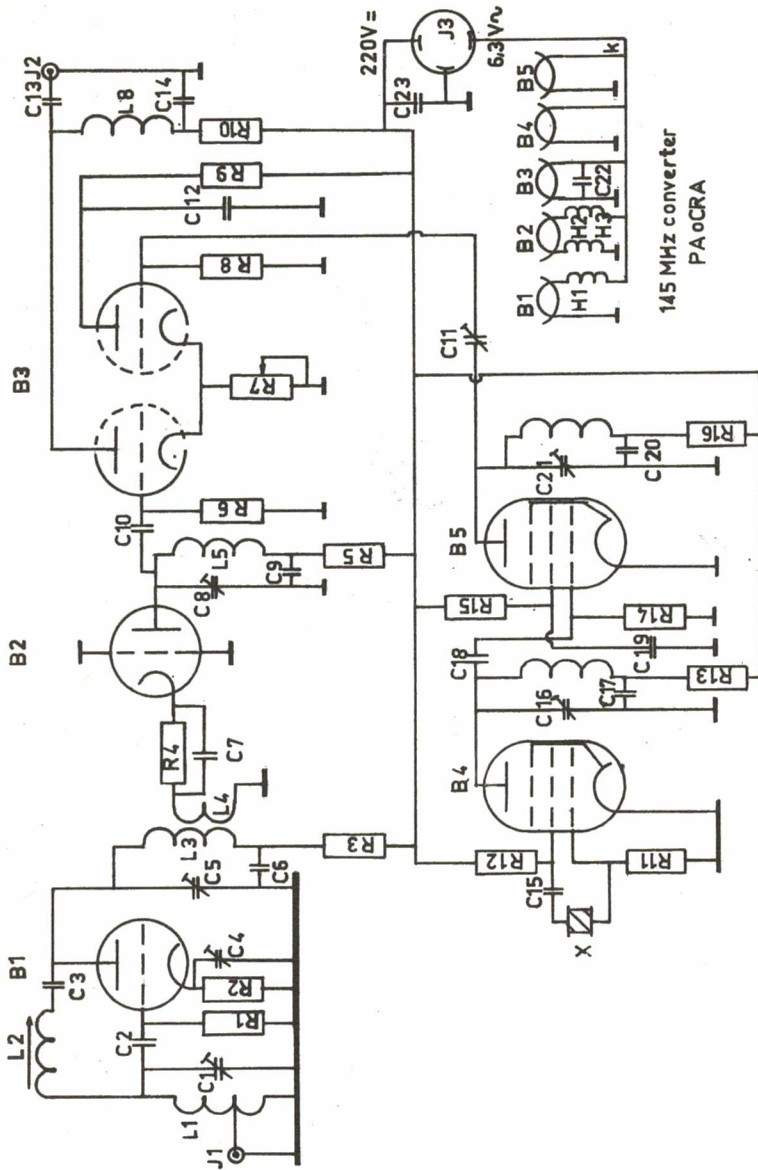 J1
L1
L2
C1
C2
C3
B1
R1
R2
C4
C5
L3
C6
R3
L4
R4
C7
B2
C8
L5
C9
R5
C10
R6
B3
R7
R8
C12
R9
R10
L8
C14
C13
J2
X
C15
R12
R11
B4
C16
C17
R13
C18
C19
R15
R14
B5
C21
C20
R16
C11
220V=
J3
C23
6,3 V~
B1
B2
B3
B4
B5
H1
H2
H3
C22
k
145 MHz converter
PAoCRA